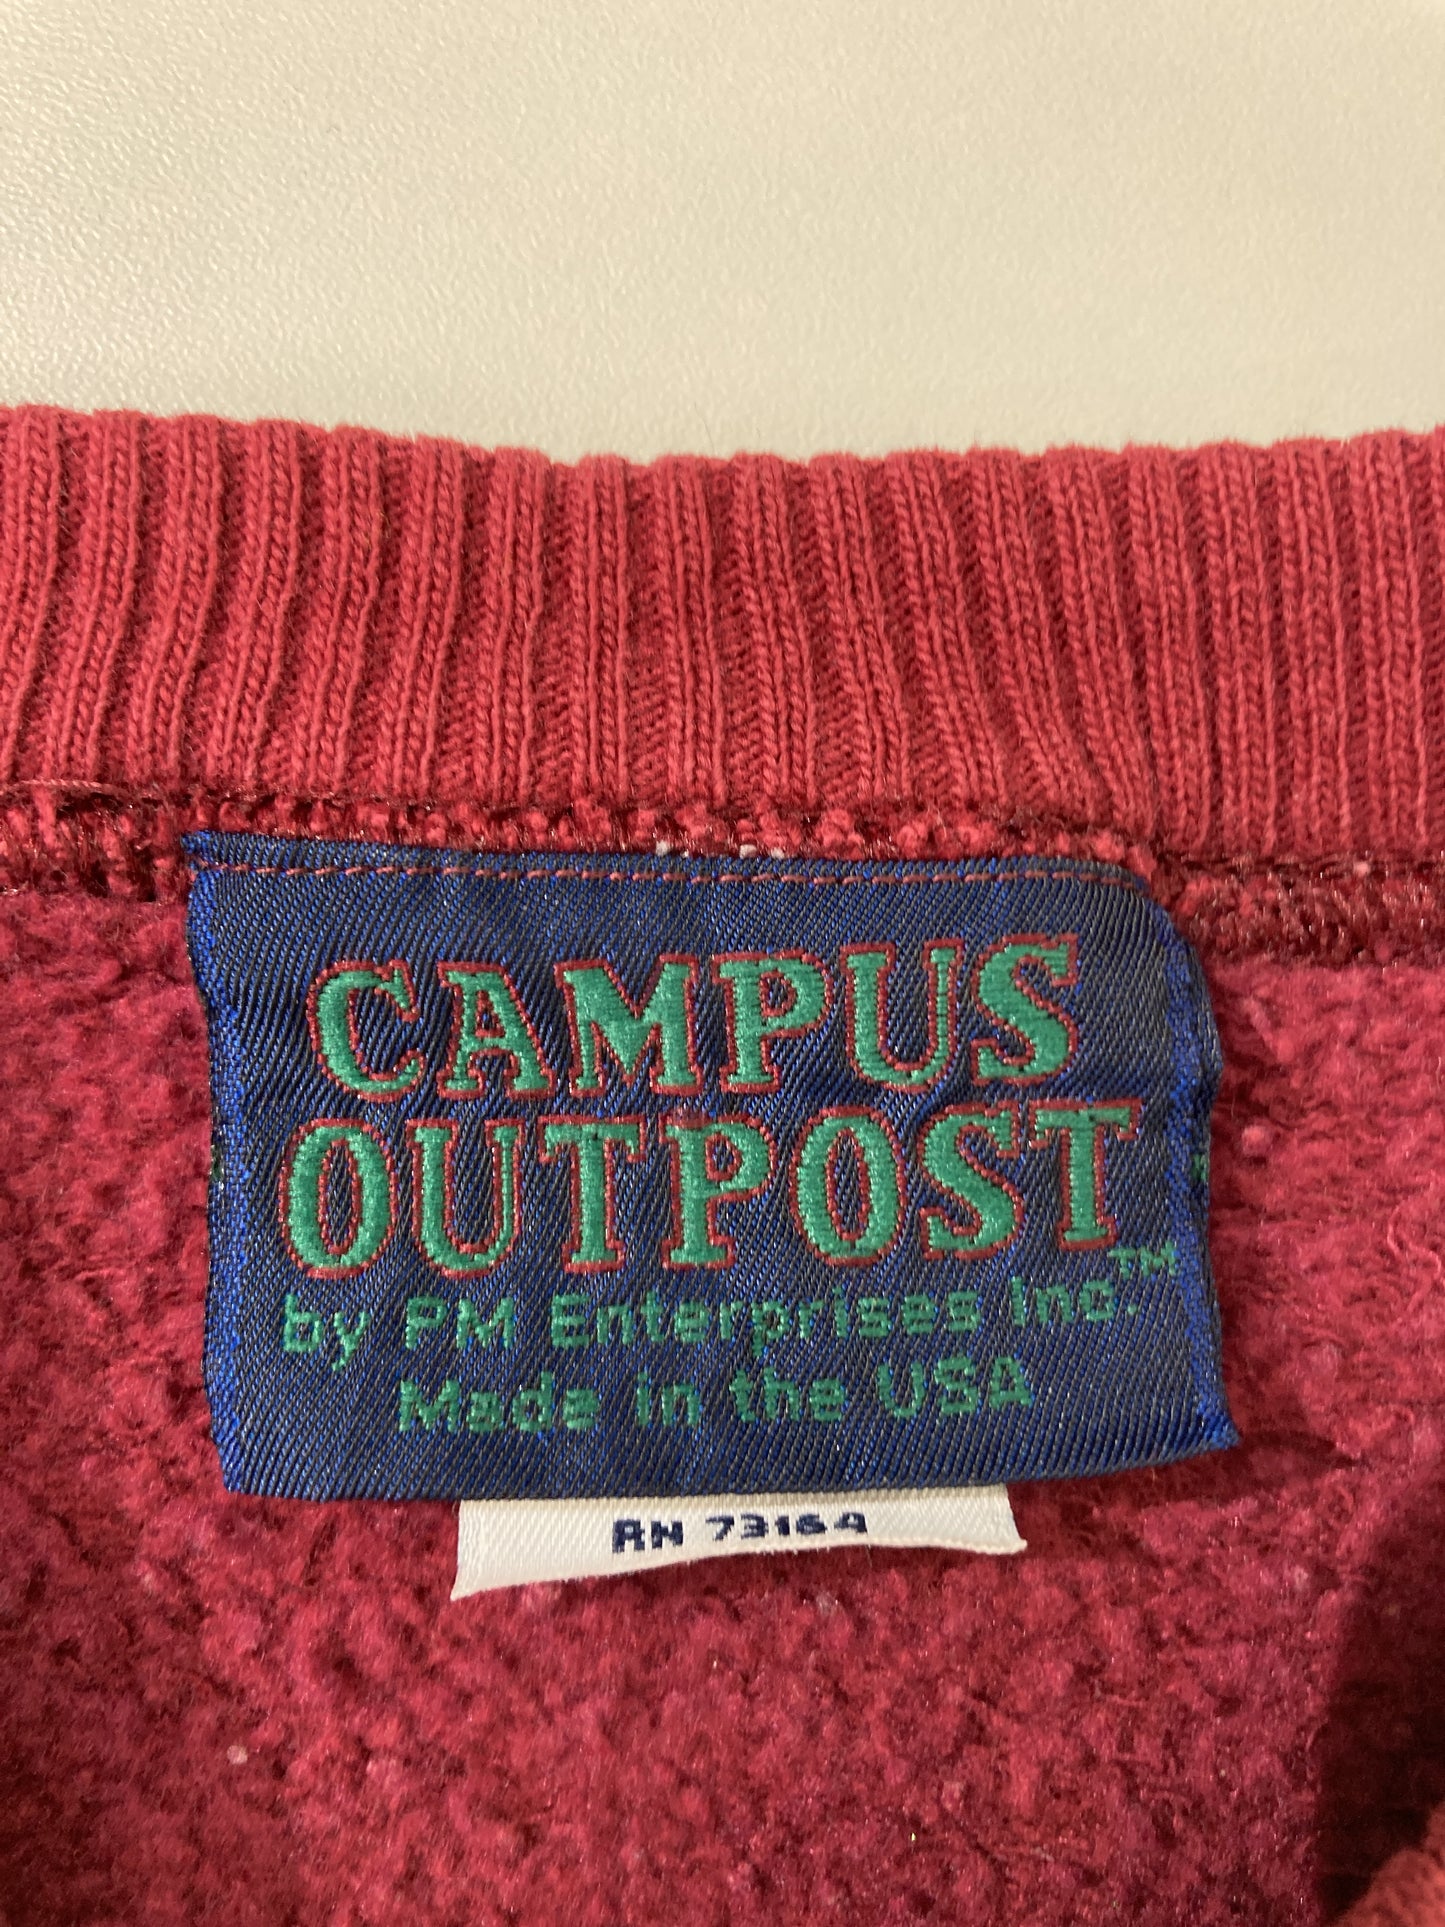 CAMPUS
OUTPOST
by PM Enterprises Inc.™
Made in the USA
RN 73164